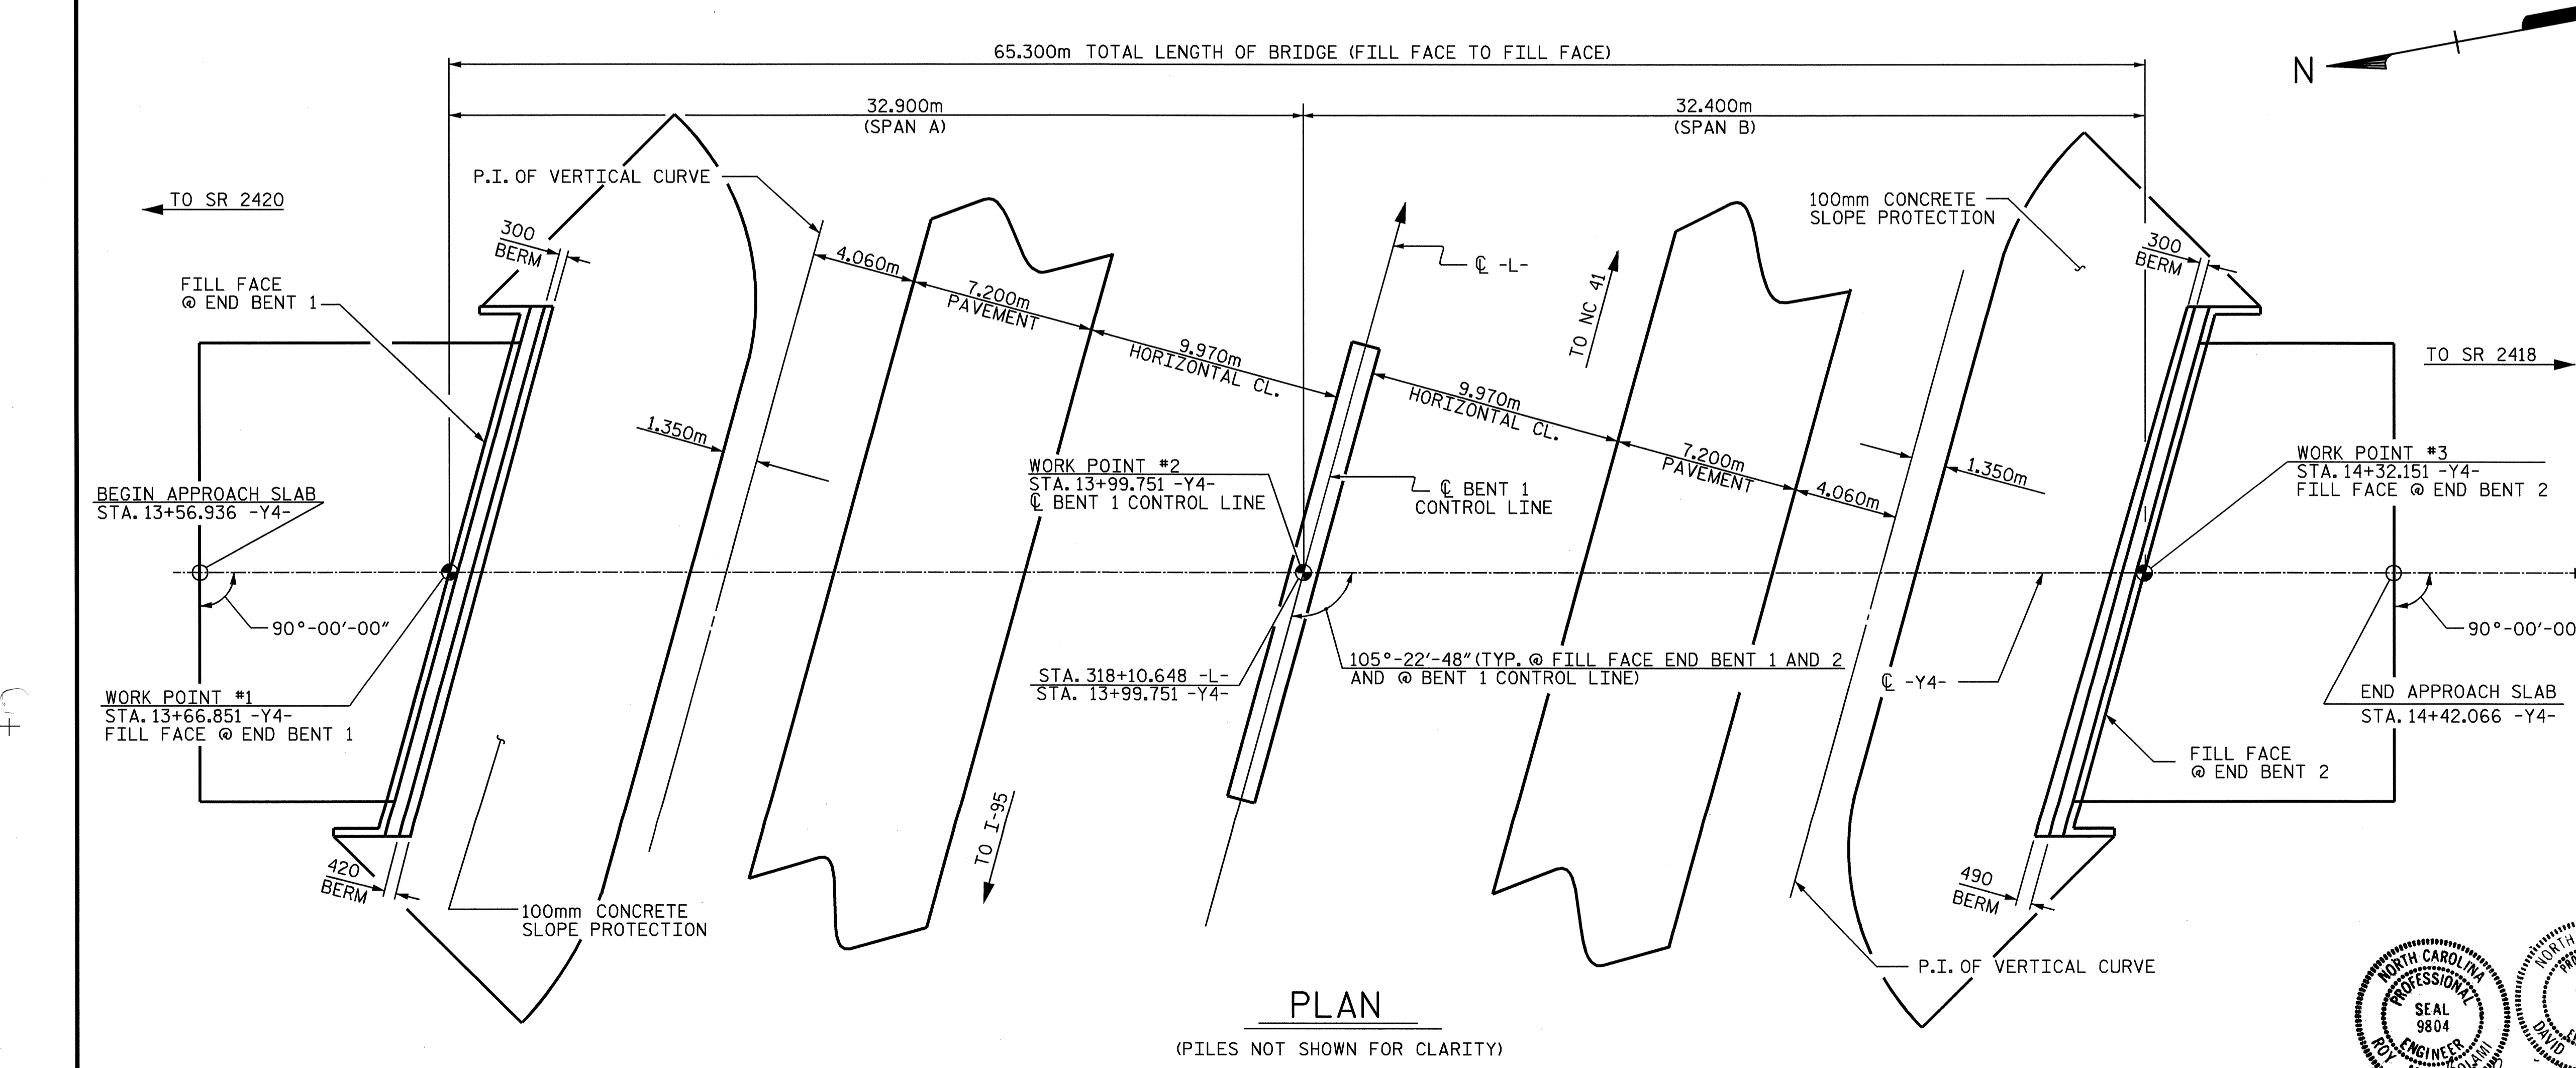 65.300m TOTAL LENGTH OF BRIDGE (FILL FACE TO FILL FACE)
N
32.900m
(SPAN A)
32.400m
(SPAN B)
P.I. OF VERTICAL CURVE
TO SR 2420
300
BERM
4.060m
7.200m
PAVEMENT
9.970m
HORIZONTAL CL.
℄ -L-
TO NC 41
100mm CONCRETE
SLOPE PROTECTION
300
BERM
FILL FACE
@ END BENT 1
TO SR 2418
9.970m
HORIZONTAL CL.
7.200m
PAVEMENT
4.060m
1.350m
1.350m
WORK POINT #2
STA. 13+99.751 -Y4-
℄ BENT 1 CONTROL LINE
℄ BENT 1
CONTROL LINE
WORK POINT #3
STA. 14+32.151 -Y4-
FILL FACE @ END BENT 2
BEGIN APPROACH SLAB
STA. 13+56.936 -Y4-
90°-00'-00"
90°-00'-00
105°-22'-48" (TYP. @ FILL FACE END BENT 1 AND 2
AND @ BENT 1 CONTROL LINE)
STA. 318+10.648 -L-
STA. 13+99.751 -Y4-
℄ -Y4-
WORK POINT #1
STA. 13+66.851 -Y4-
FILL FACE @ END BENT 1
END APPROACH SLAB
STA. 14+42.066 -Y4-
FILL FACE
@ END BENT 2
TO I-95
420
BERM
490
BERM
100mm CONCRETE
SLOPE PROTECTION
P.I. OF VERTICAL CURVE
PLAN
(PILES NOT SHOWN FOR CLARITY)
NORTH CAROLINA
PROFESSIONAL
SEAL
9804
ENGINEER
ROY
NORTH
DAVID